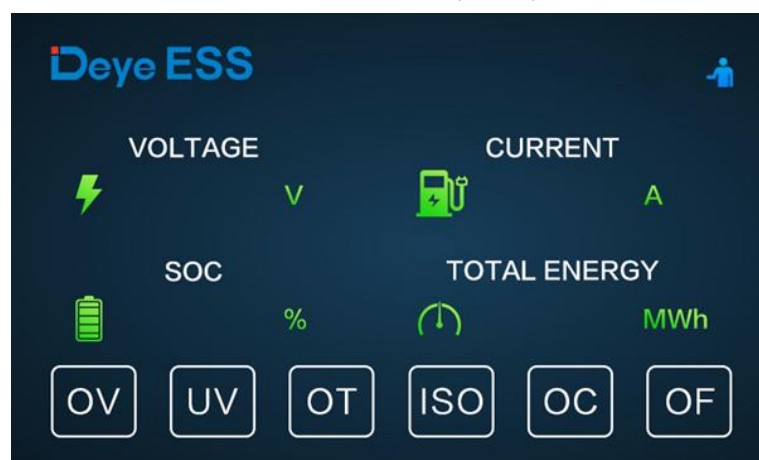 Deye ESS
VOLTAGE CURRENT
V A
SOC TOTAL ENERGY
% MWh
OV UV OT ISO OC OF